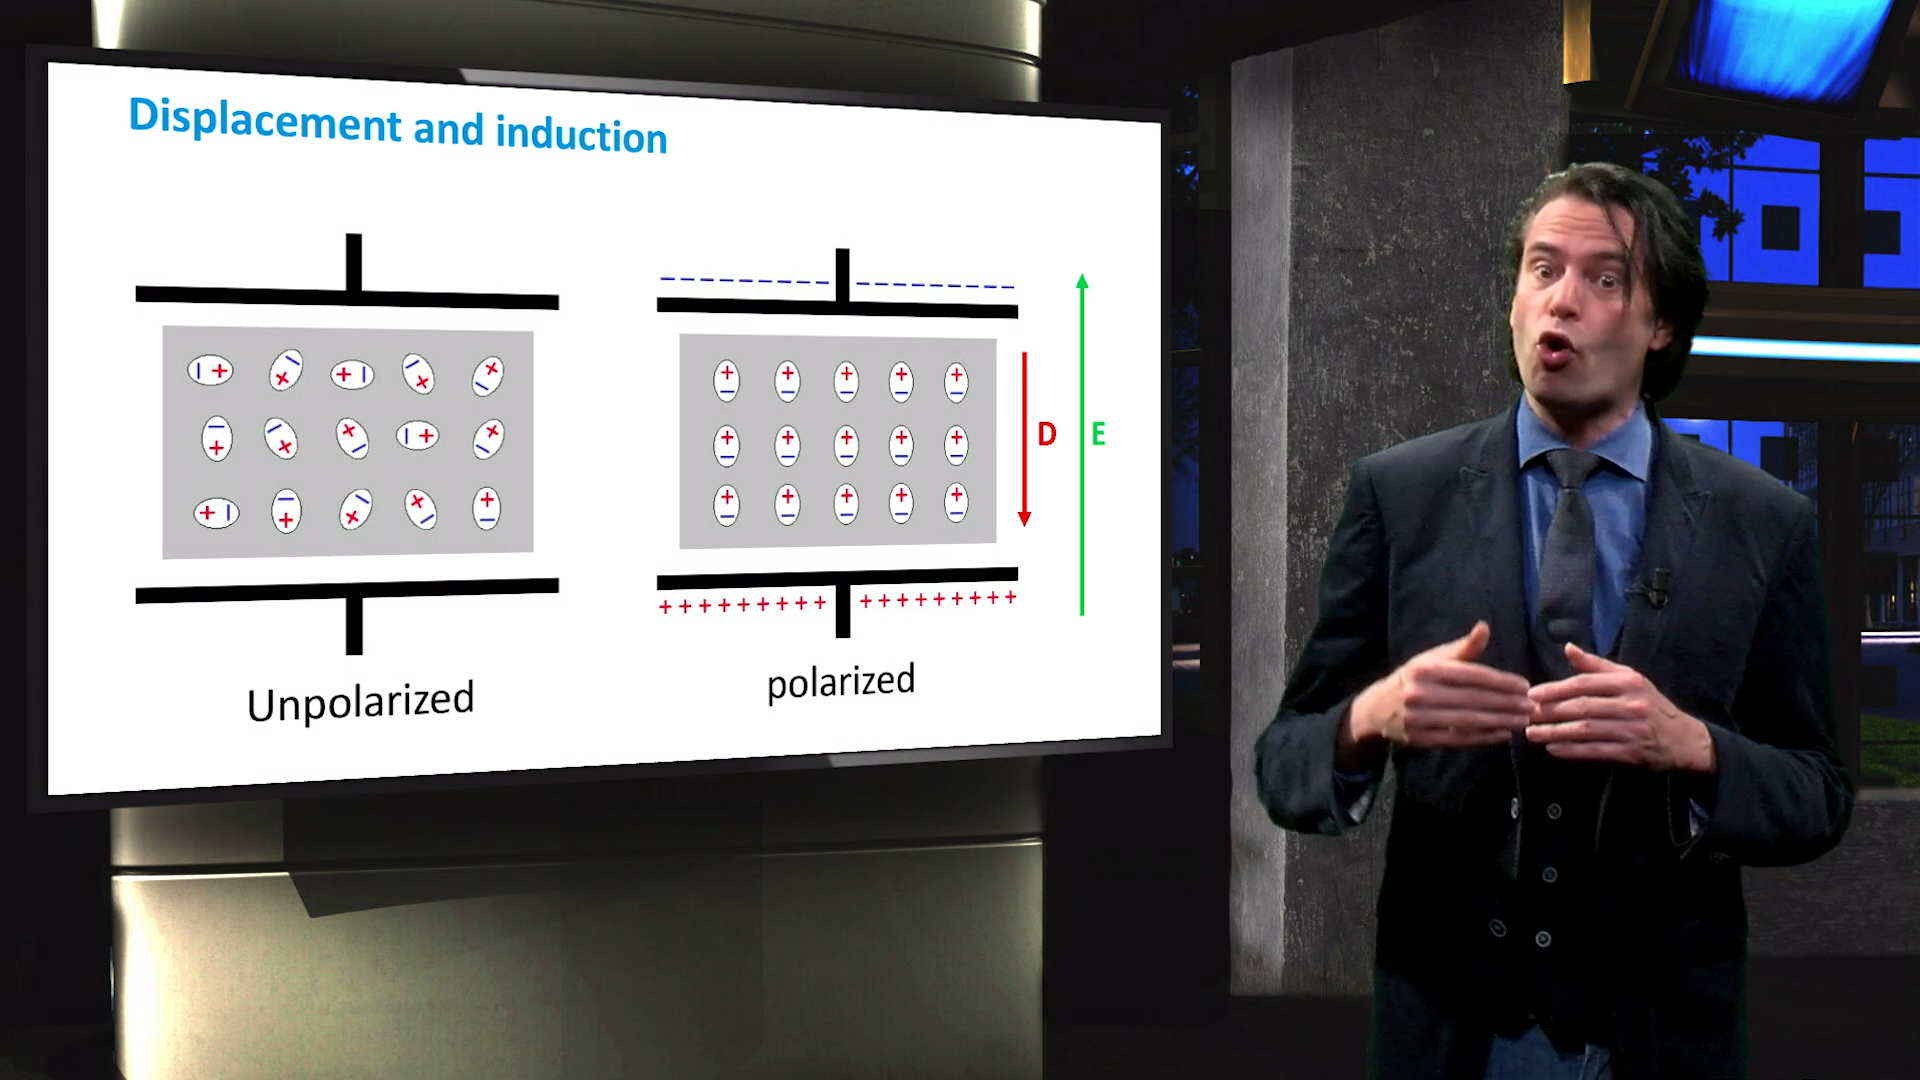 Displacement and induction
D
E
Unpolarized
polarized